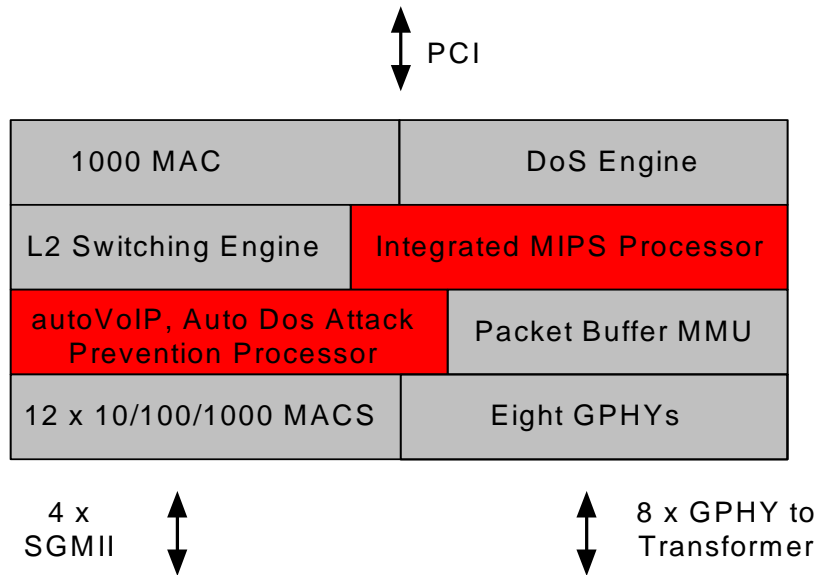 PCI
1000 MAC
DoS Engine
L2 Switching Engine
Integrated MIPS Processor
autoVoIP, Auto Dos Attack
Prevention Processor
Packet Buffer MMU
12 x 10/100/1000 MACS
Eight GPHYs
4 x
SGMII
8 x GPHY to
Transformer